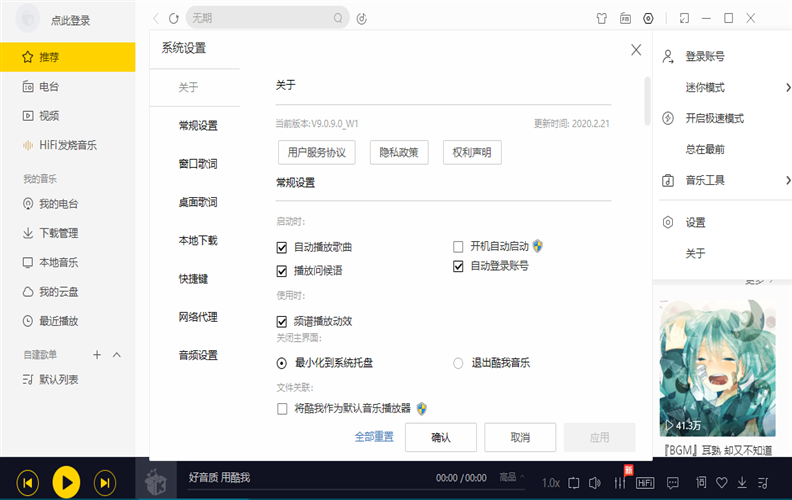 点此登录
无期
推荐
电台
视频
HiFi发烧音乐
我的音乐
我的电台
下载管理
本地音乐
我的云盘
最近播放
自建歌单
默认列表
系统设置
关于
常规设置
窗口歌词
桌面歌词
本地下载
快捷键
网络代理
音频设置
关于
当前版本:V9.0.9.0_W1
更新时间: 2020.2.21
用户服务协议
隐私政策
权利声明
常规设置
启动时:
自动播放歌曲
开机自动启动
播放问候语
自动登录账号
使用时:
频谱播放动效
关闭主界面:
最小化到系统托盘
退出酷我音乐
文件关联:
将酷我作为默认音乐播放器
全部重置
确认
取消
应用
登录账号
迷你模式
开启极速模式
总在最前
音乐工具
设置
关于
更多
41.3万
『BGM』耳熟 却又不知道
好音质 用酷我
00:00 / 00:00
高品
1.0x
新
HiFi
词